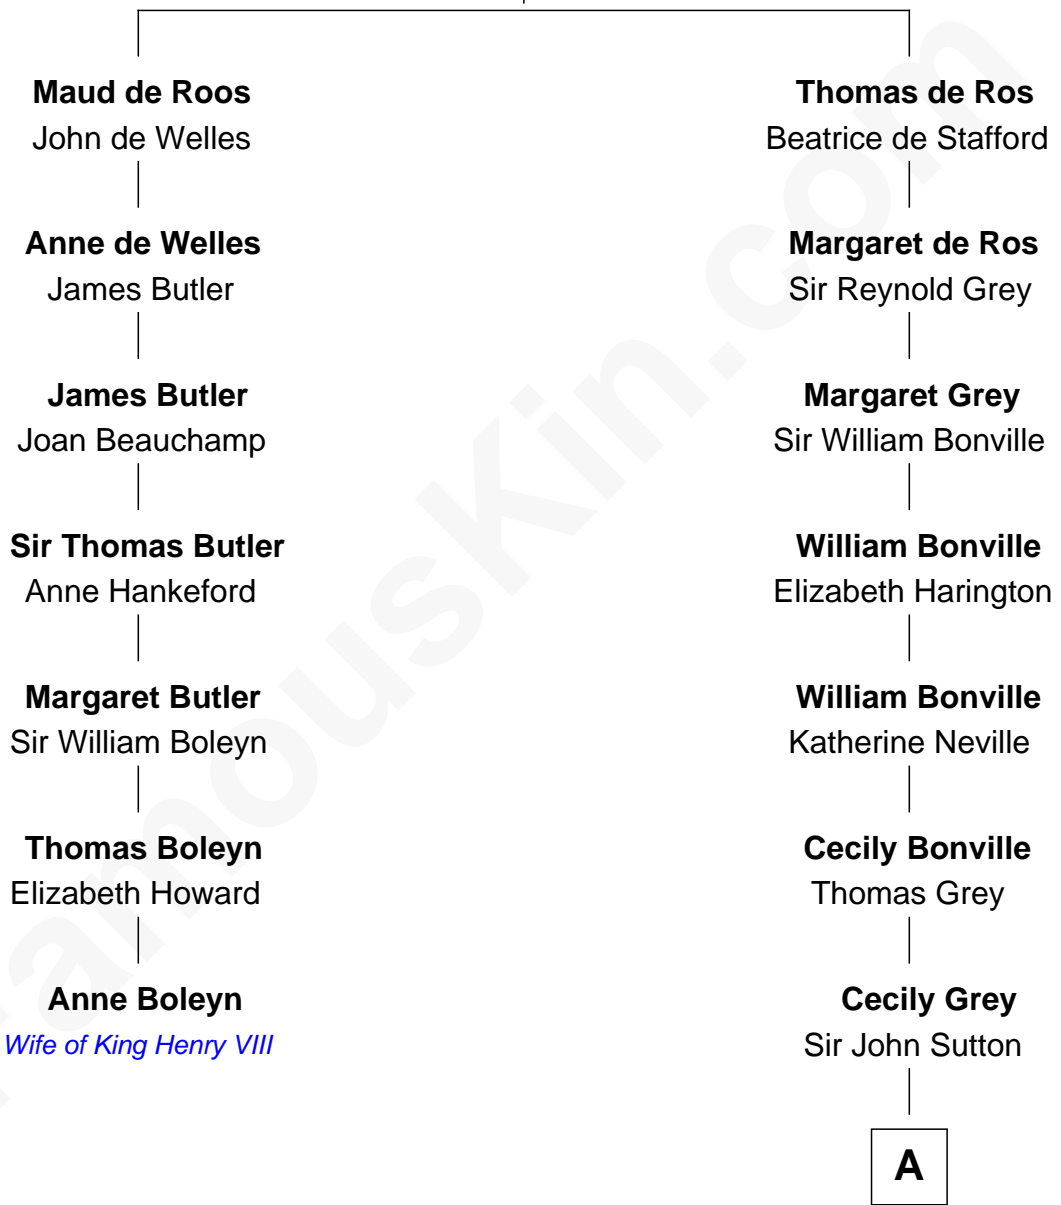 Maud de Roos
John de Welles
Anne de Welles
James Butler
James Butler
Joan Beauchamp
Sir Thomas Butler
Anne Hankeford
Margaret Butler
Sir William Boleyn
Thomas Boleyn
Elizabeth Howard
Anne Boleyn
Wife of King Henry VIII
Thomas de Ros
Beatrice de Stafford
Margaret de Ros
Sir Reynold Grey
Margaret Grey
Sir William Bonville
William Bonville
Elizabeth Harington
William Bonville
Katherine Neville
Cecily Bonville
Thomas Grey
Cecily Grey
Sir John Sutton
A
FamousKin.com